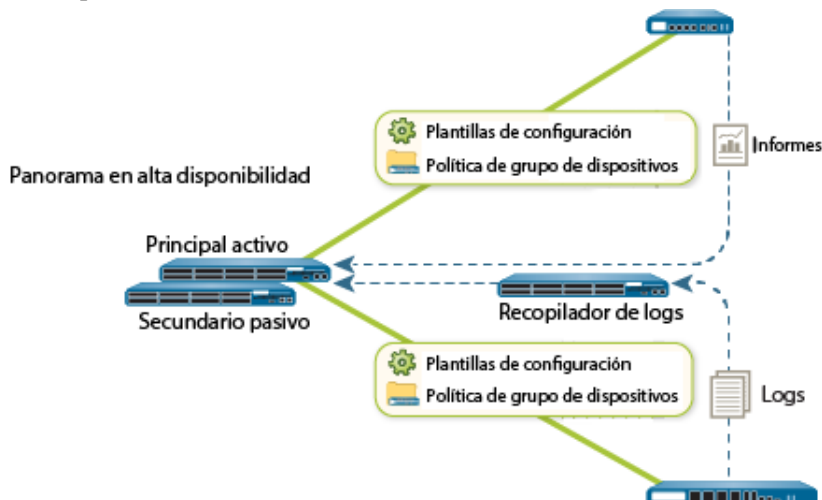 Plantillas de configuración
Política de grupo de dispositivos
Informes
Panorama en alta disponibilidad
Principal activo
Secundario pasivo
Recopilador de logs
Plantillas de configuración
Política de grupo de dispositivos
Logs